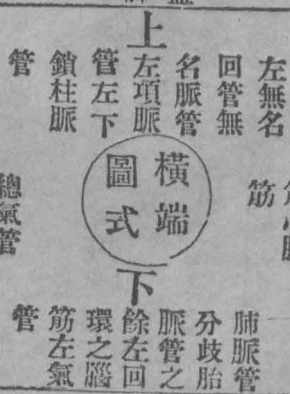 上
左無名
回管無
名脈管
左項脈
管左下
鎖柱脈
管
筋
橫端
圖式
總氣管
下
肺脈管
分歧胎
脈管之
餘左回
環之腦
筋左氣
管